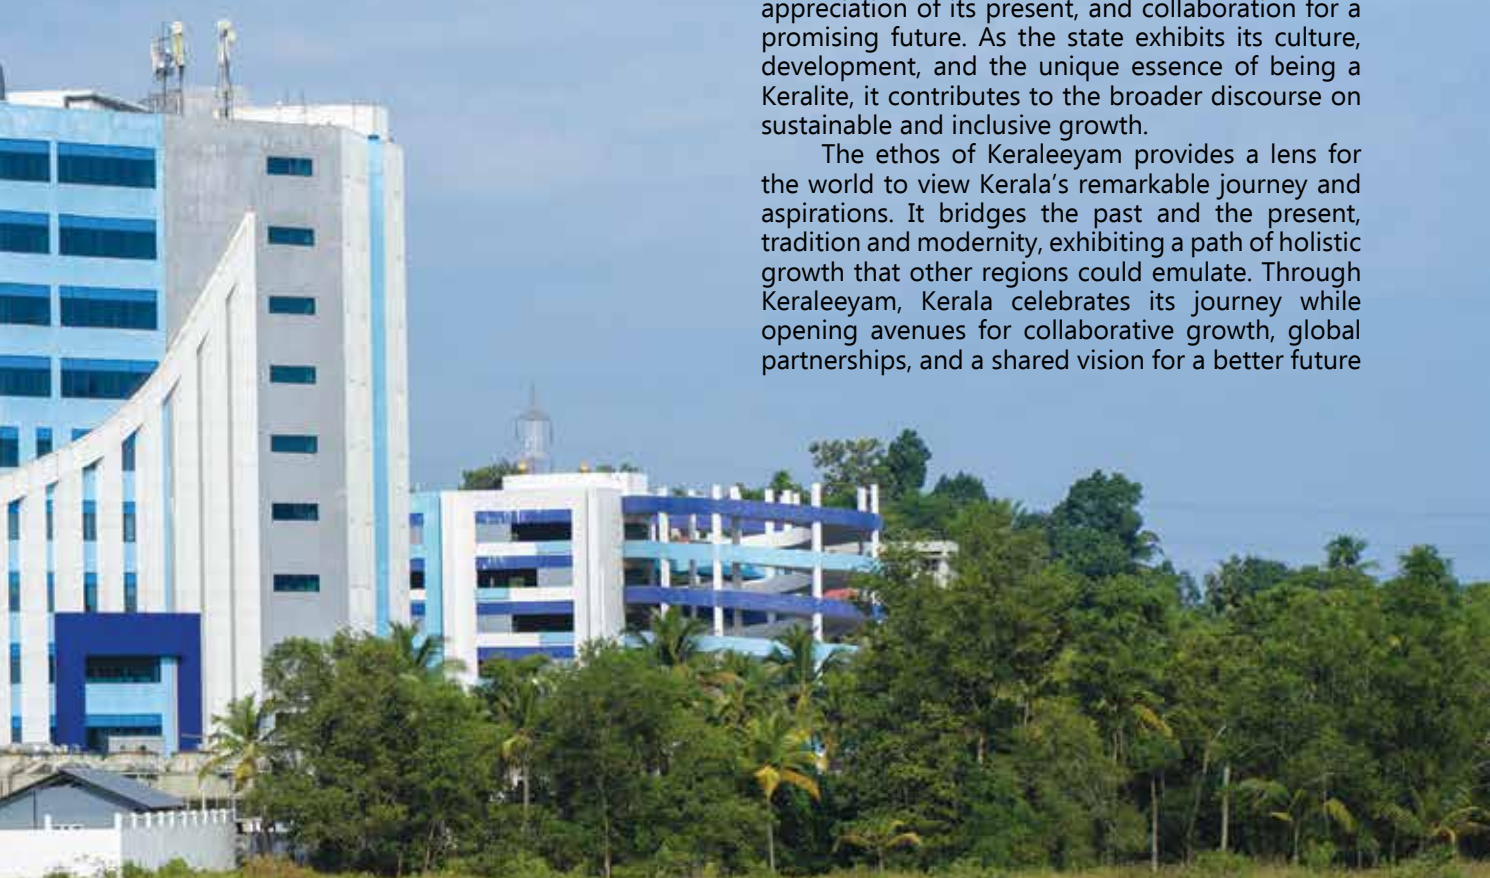 appreciation of its present, and collaboration for a
promising future. As the state exhibits its culture,
development, and the unique essence of being a
Keralite, it contributes to the broader discourse on
sustainable and inclusive growth.
The ethos of Keraleeyam provides a lens for
the world to view Kerala’s remarkable journey and
aspirations. It bridges the past and the present,
tradition and modernity, exhibiting a path of holistic
growth that other regions could emulate. Through
Keraleeyam, Kerala celebrates its journey while
opening avenues for collaborative growth, global
partnerships, and a shared vision for a better future